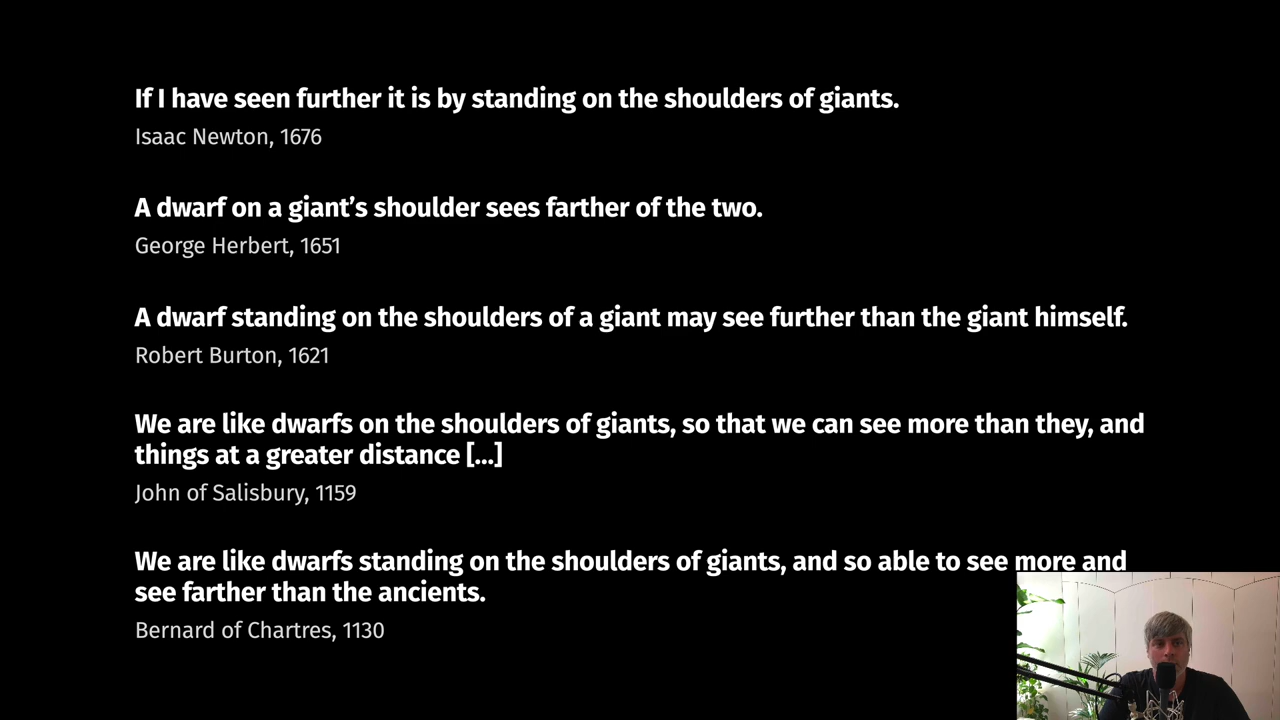 If I have seen further it is by standing on the shoulders of giants.
Isaac Newton, 1676
A dwarf on a giant’s shoulder sees farther of the two.
George Herbert, 1651
A dwarf standing on the shoulders of a giant may see further than the giant himself.
Robert Burton, 1621
We are like dwarfs on the shoulders of giants, so that we can see more than they, and
things at a greater distance [...]
John of Salisbury, 1159
We are like dwarfs standing on the shoulders of giants, and so able to see more and
see farther than the ancients.
Bernard of Chartres, 1130